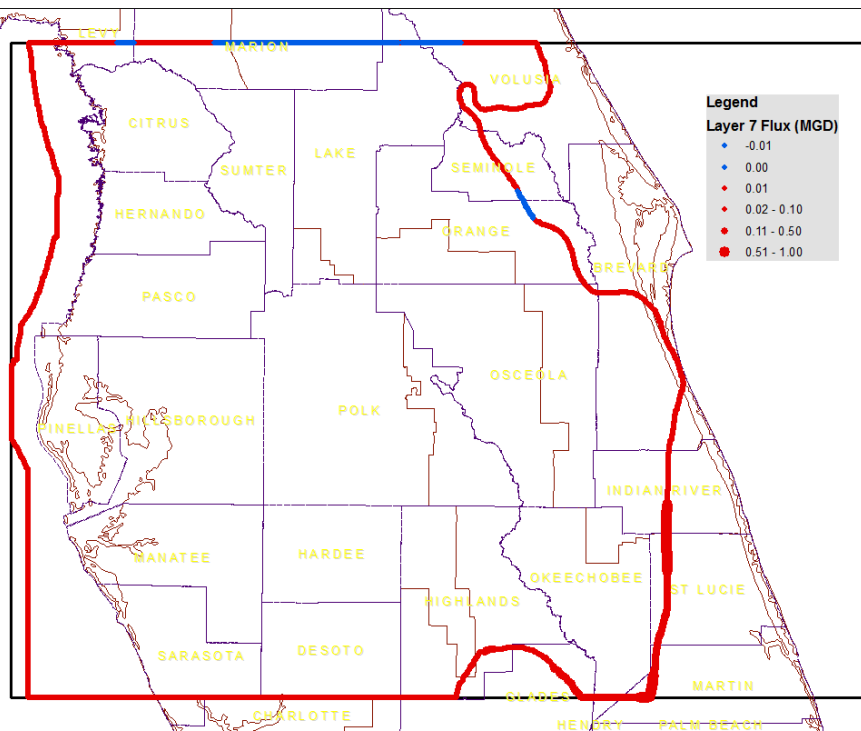 LEVY
MARION
VOLUSIA
Legend
Layer 7 Flux (MGD)
-0.01
0.00
0.01
0.02 - 0.10
0.11 - 0.50
0.51 - 1.00
CITRUS
LAKE
SUMTER
SEMINOLE
HERNANDO
ORANGE
BREVARD
PASCO
OSCEOLA
POLK
PINELLAS
HILLSBOROUGH
INDIAN RIVER
MANATEE
HARDEE
OKEECHOBEE
ST LUCIE
HIGHLANDS
SARASOTA
DESOTO
MARTIN
GLADES
CHARLOTTE
HENDRY
PALM BEACH